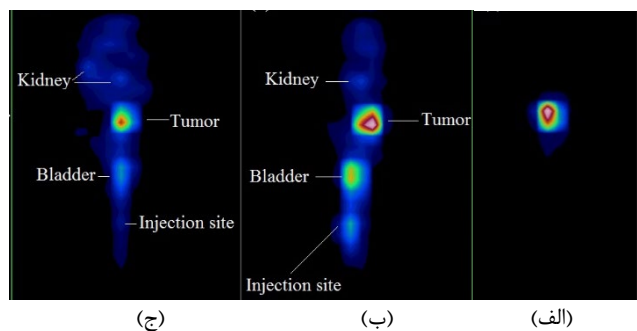 Kidney
Tumor
Bladder
Injection site
(ج)
Kidney
Tumor
Bladder
Injection site
(ب)
(الف)